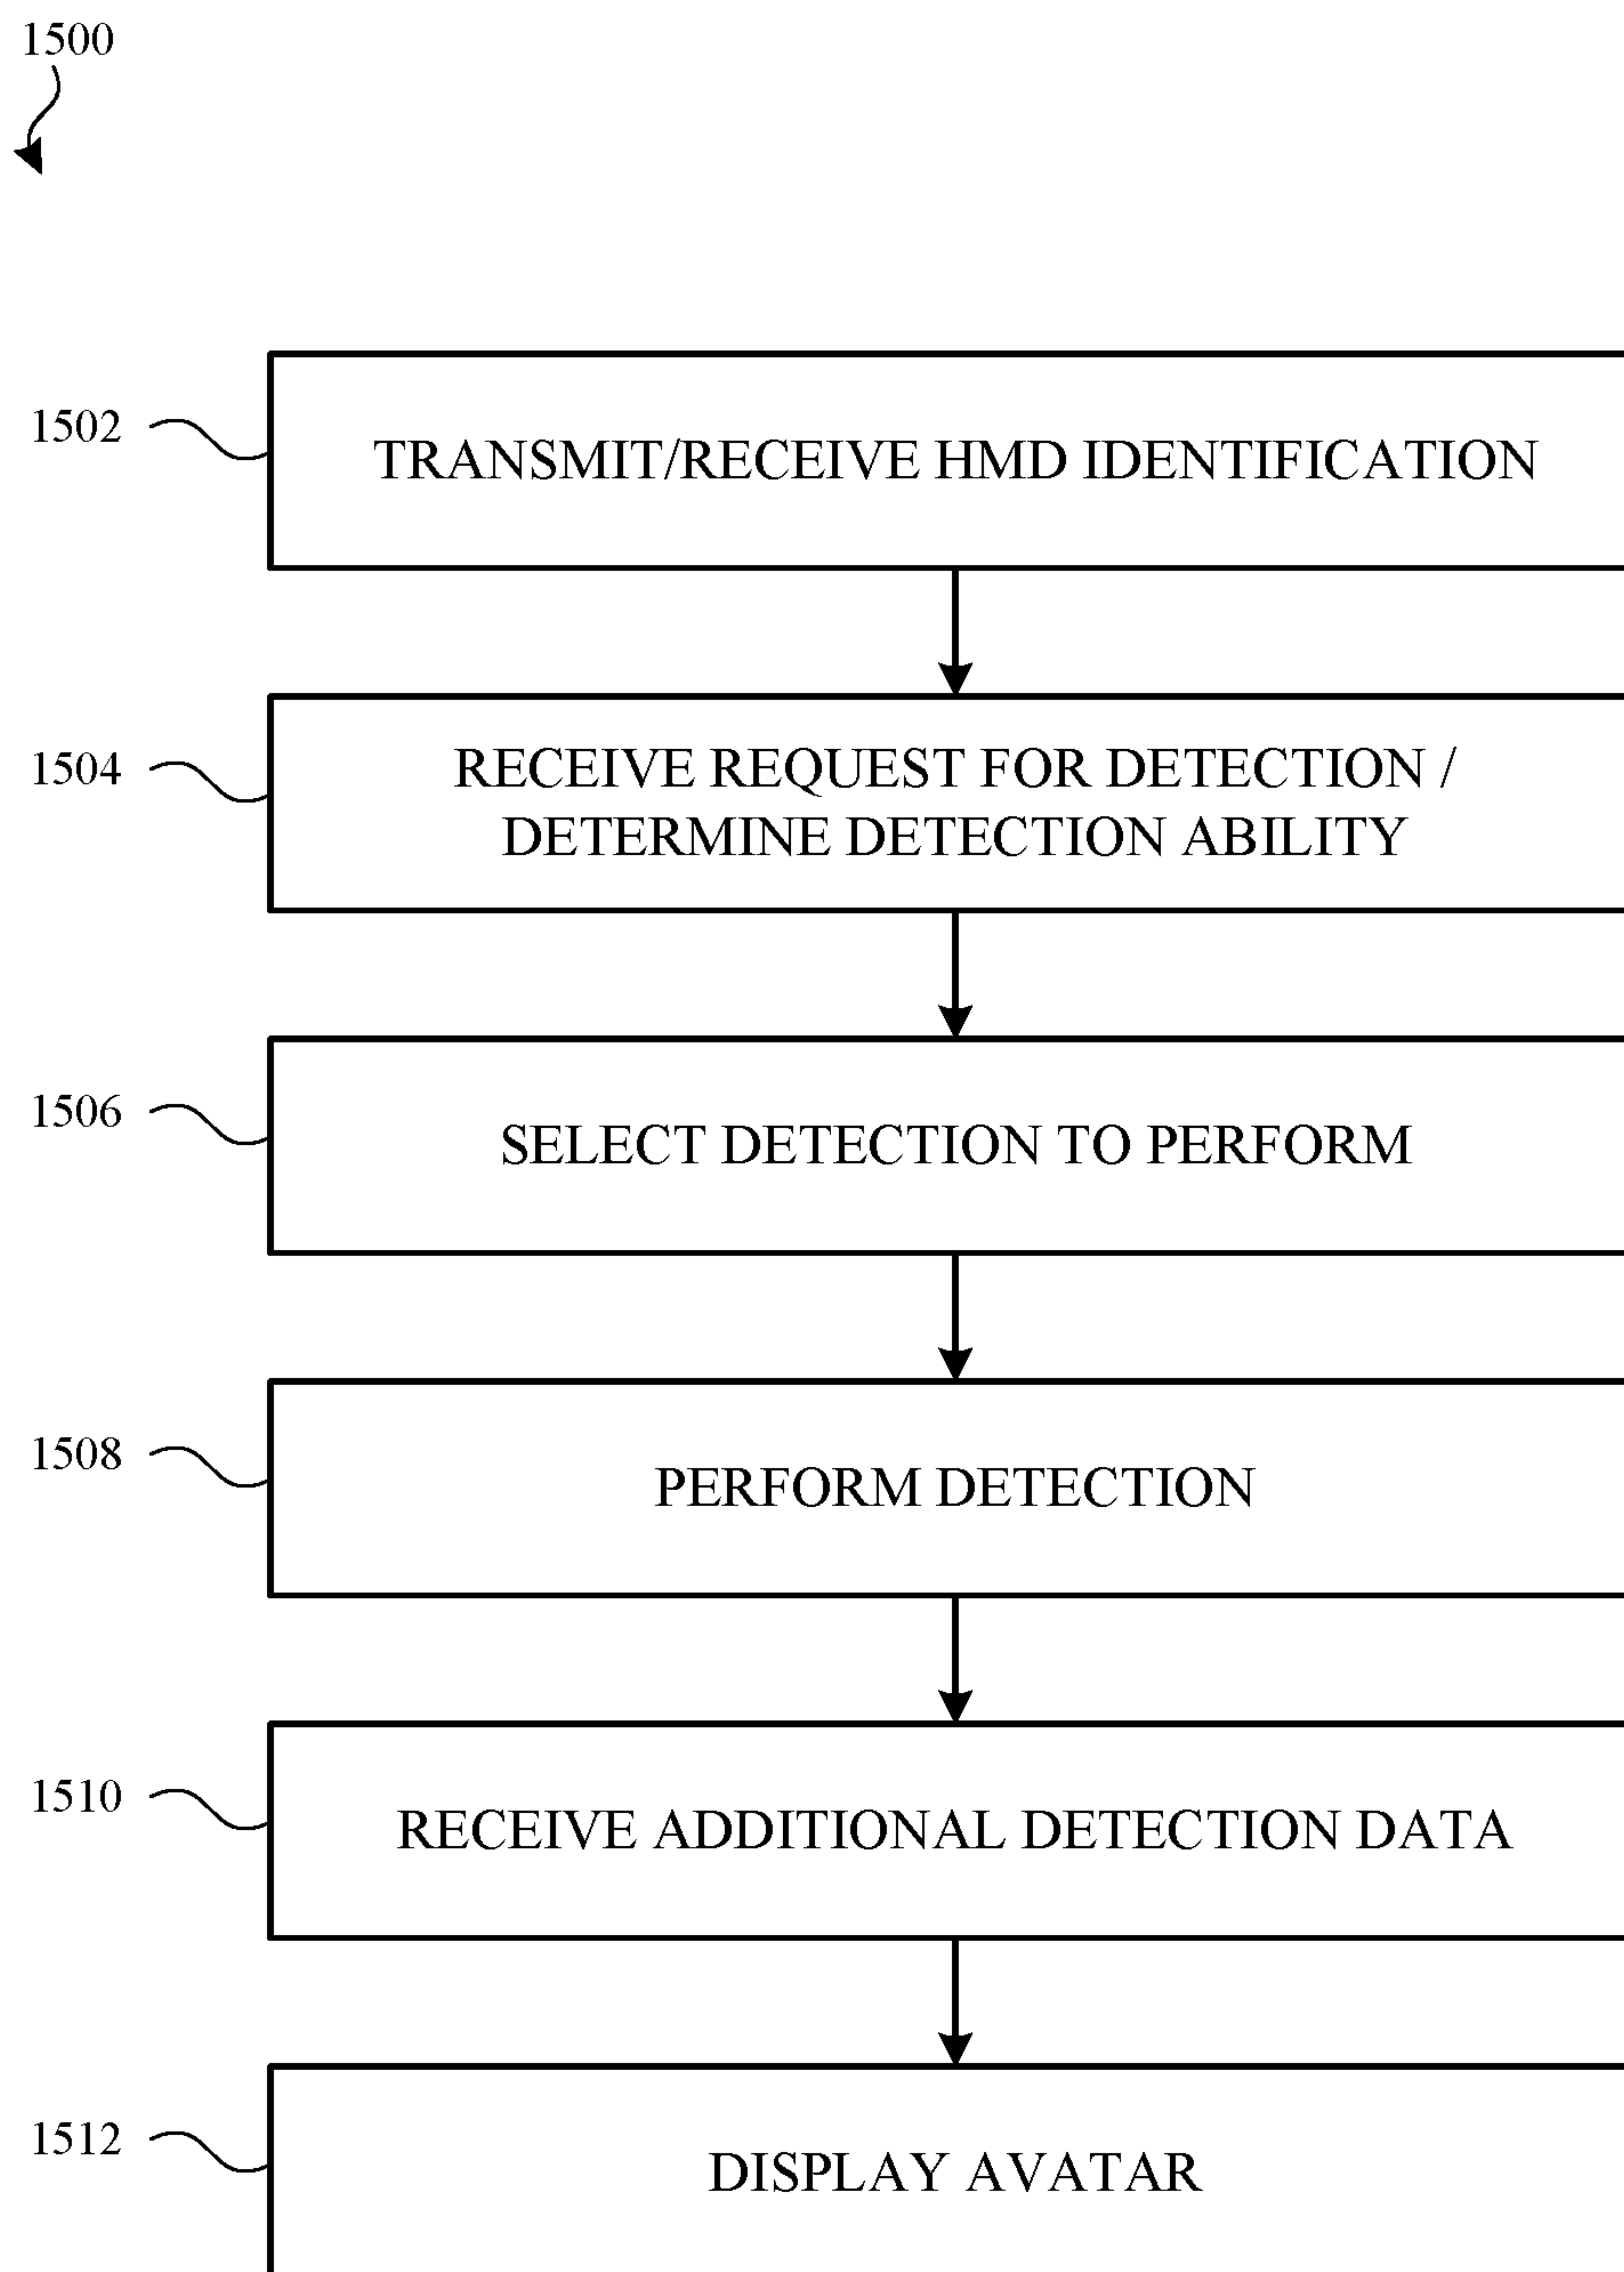 1500
1502
TRANSMIT/RECEIVE HMD IDENTIFICATION
1504
RECEIVE REQUEST FOR DETECTION /
DETERMINE DETECTION ABILITY
1506
SELECT DETECTION TO PERFORM
1508
PERFORM DETECTION
1510
RECEIVE ADDITIONAL DETECTION DATA
1512
DISPLAY AVATAR